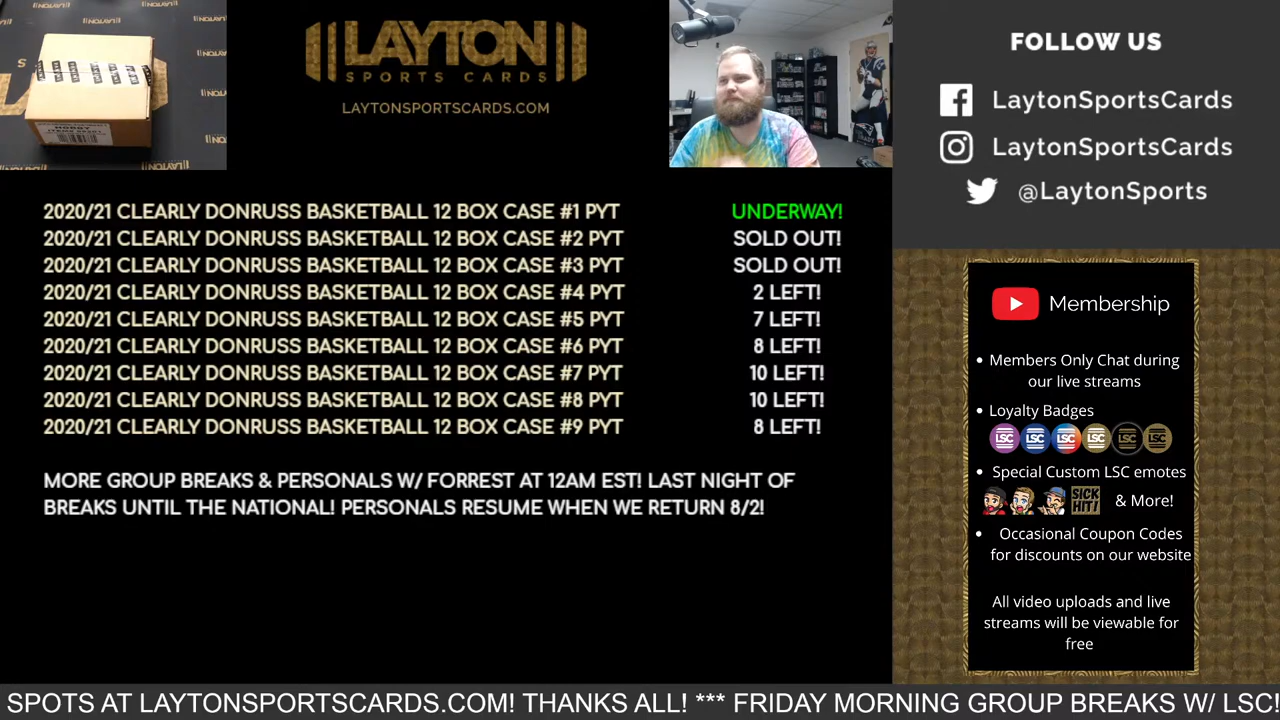 LAYTON
SPORTS CARDS
LAYTONSPORTSCARDS.COM
2020/21 CLEARLY DONRUSS BASKETBALL 12 BOX CASE #1 PYT UNDERWAY!
2020/21 CLEARLY DONRUSS BASKETBALL 12 BOX CASE #2 PYT SOLD OUT!
2020/21 CLEARLY DONRUSS BASKETBALL 12 BOX CASE #3 PYT SOLD OUT!
2020/21 CLEARLY DONRUSS BASKETBALL 12 BOX CASE #4 PYT 2 LEFT!
2020/21 CLEARLY DONRUSS BASKETBALL 12 BOX CASE #5 PYT 7 LEFT!
2020/21 CLEARLY DONRUSS BASKETBALL 12 BOX CASE #6 PYT 8 LEFT!
2020/21 CLEARLY DONRUSS BASKETBALL 12 BOX CASE #7 PYT 10 LEFT!
2020/21 CLEARLY DONRUSS BASKETBALL 12 BOX CASE #8 PYT 10 LEFT!
2020/21 CLEARLY DONRUSS BASKETBALL 12 BOX CASE #9 PYT 8 LEFT!
MORE GROUP BREAKS & PERSONALS W/ FORREST AT 12AM EST! LAST NIGHT OF
BREAKS UNTIL THE NATIONAL! PERSONALS RESUME WHEN WE RETURN 8/2!
FOLLOW US
LaytonSportsCards
LaytonSportsCards
@LaytonSports
Membership
• Members Only Chat during
our live streams
• Loyalty Badges
LSC LSC LSC LSC LSC LSC
• Special Custom LSC emotes
SICK
HIT! & More!
• Occasional Coupon Codes
for discounts on our website
All video uploads and live
streams will be viewable for
free
SPOTS AT LAYTONSPORTSCARDS.COM! THANKS ALL! *** FRIDAY MORNING GROUP BREAKS W/ LSC!